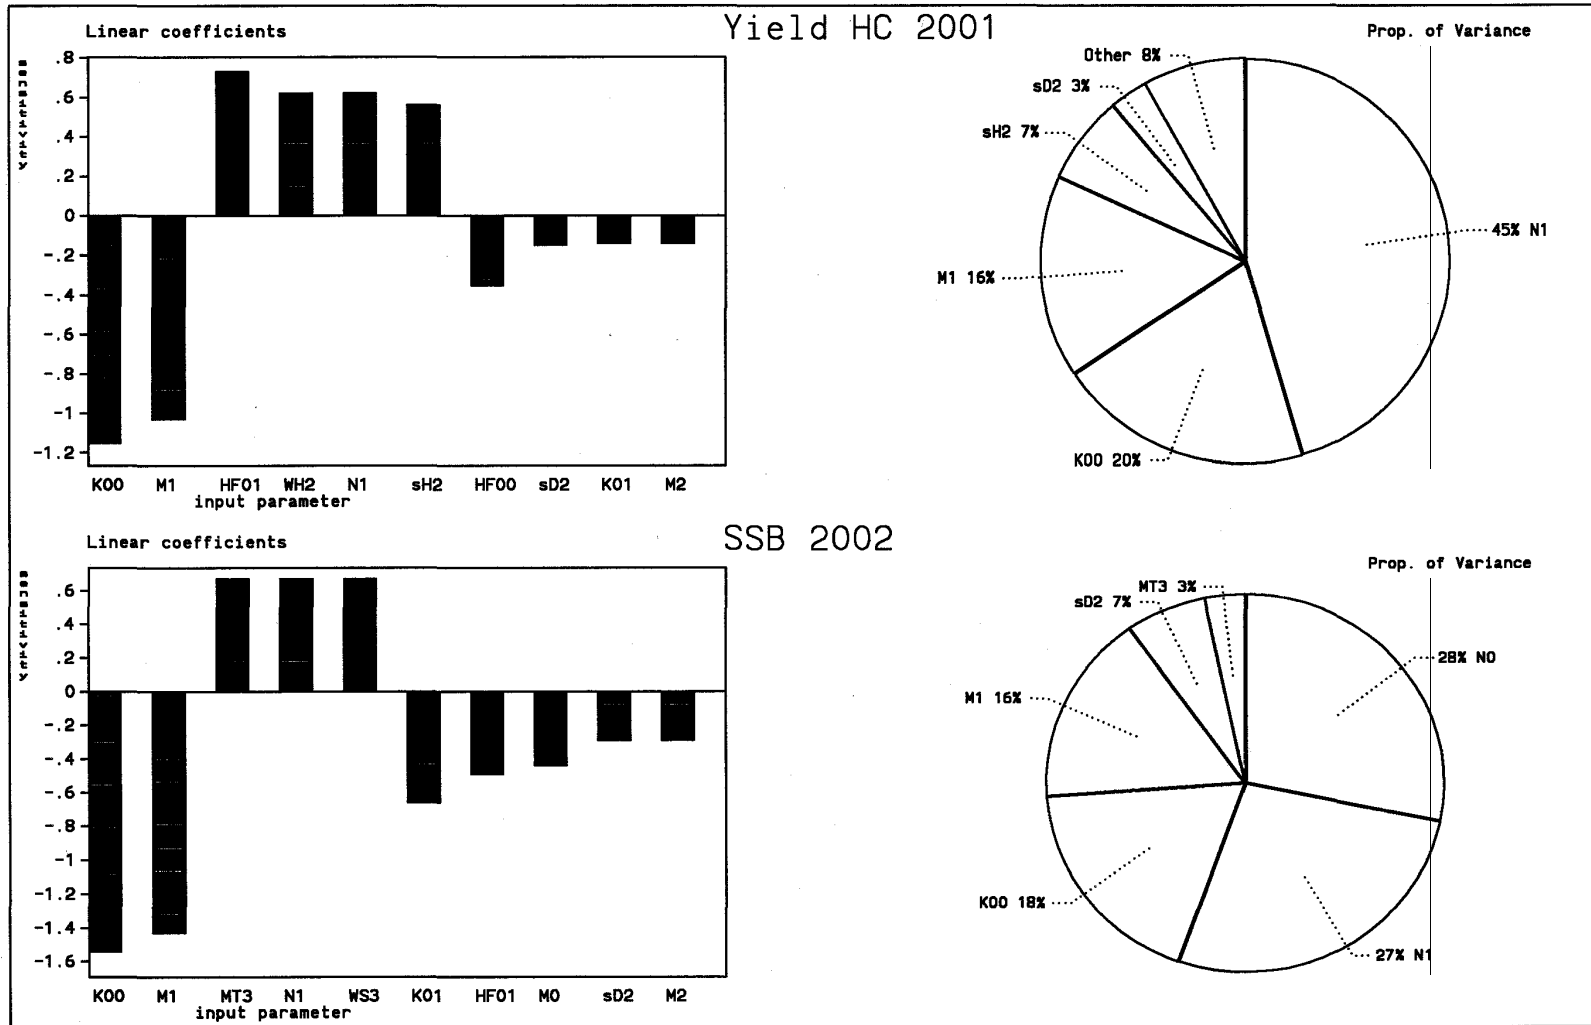 Yield HC 2001
Linear coefficients
Prop. of Variance
.8
.6
.4
.2
0
-.2
-.4
-.6
-.8
-1
-1.2
K00 M1 HF01 WH2 N1 sH2 HF00 sD2 K01 M2
input parameter
Other 8%
sD2 3%
sH2 7%
45% N1
M1 16%
K00 20%
SSB 2002
Linear coefficients
Prop. of Variance
.6
.4
.2
0
-.2
-.4
-.6
-.8
-1
-1.2
-1.4
-1.6
K00 M1 MT3 N1 WS3 K01 HF01 M0 sD2 M2
input parameter
MT3 3%
sD2 7%
28% N0
M1 16%
K00 18%
27% N1